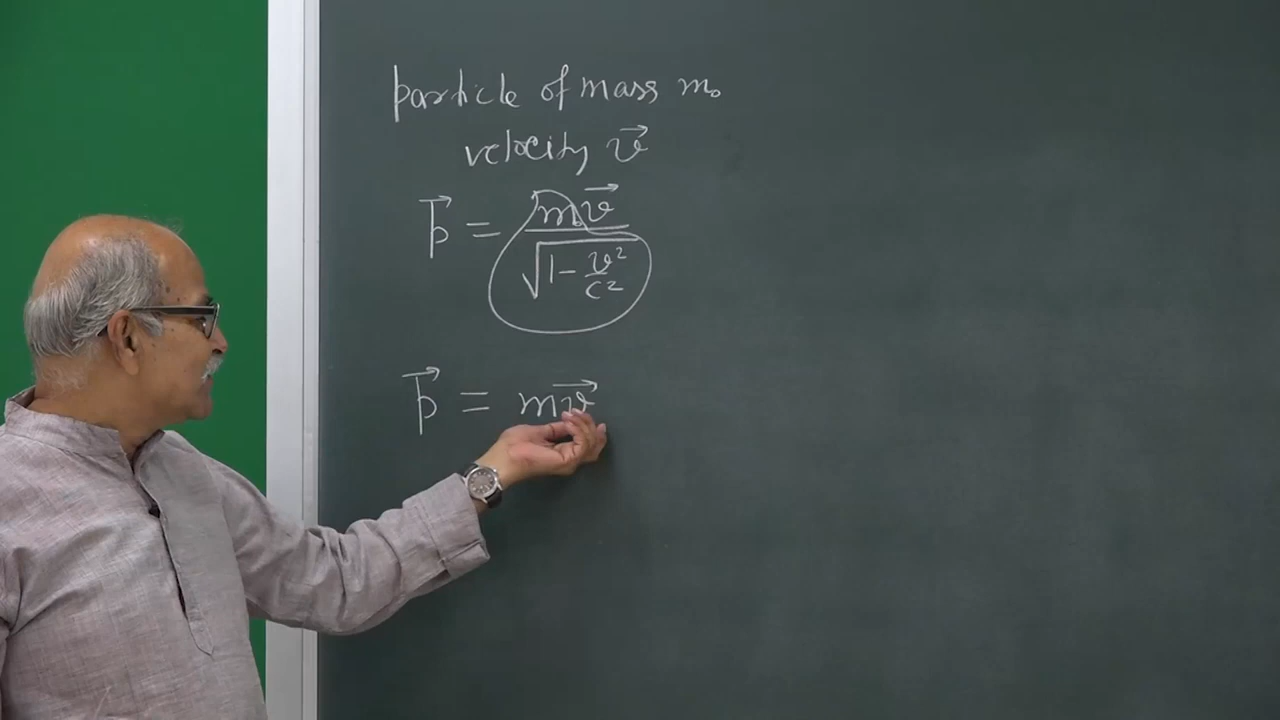 particle of mass m₀
velocity v⃗
p⃗ = m₀v⃗ / √(1 - v²/c²)
p⃗ = mv⃗